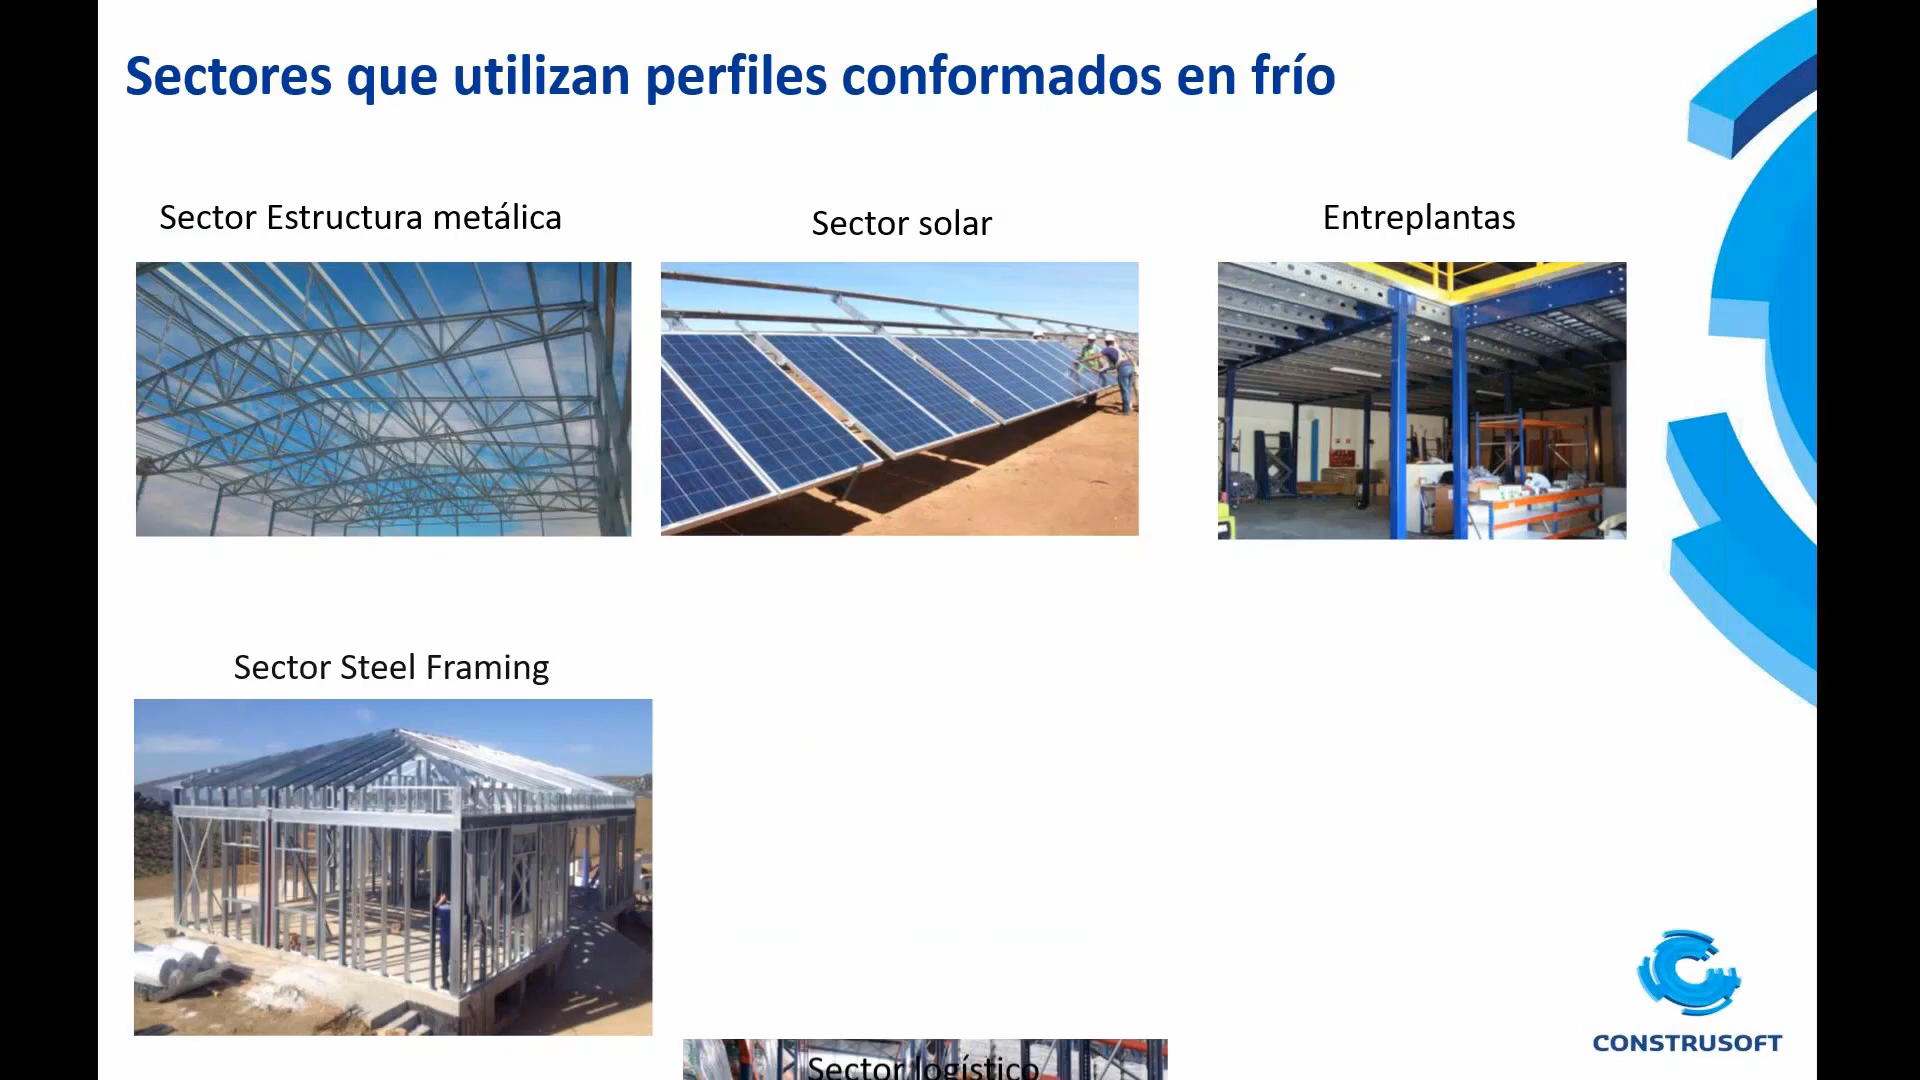 Sectores que utilizan perfiles conformados en frío
Sector Estructura metálica
Sector solar
Entreplantas
Sector Steel Framing
Sector logístico
CONSTRUSOFT